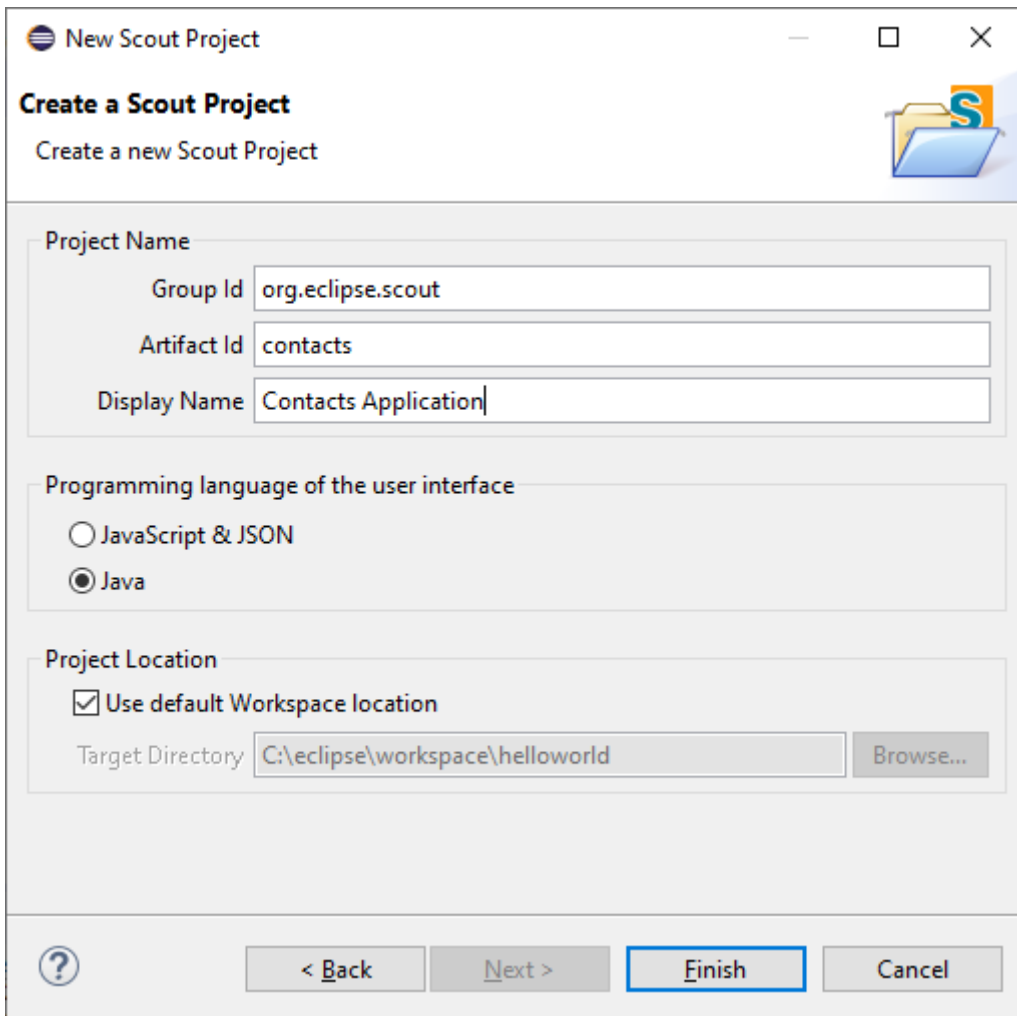 New Scout Project
Create a Scout Project
S
Create a new Scout Project
Project Name
Group Id org.eclipse.scout
Artifact Id contacts
Display Name Contacts Application
Programming language of the user interface
JavaScript & JSON
Java
Project Location
Use default Workspace location
Target Directory C:\eclipse\workspace\helloworld Browse...
? < Back Next > Finish Cancel